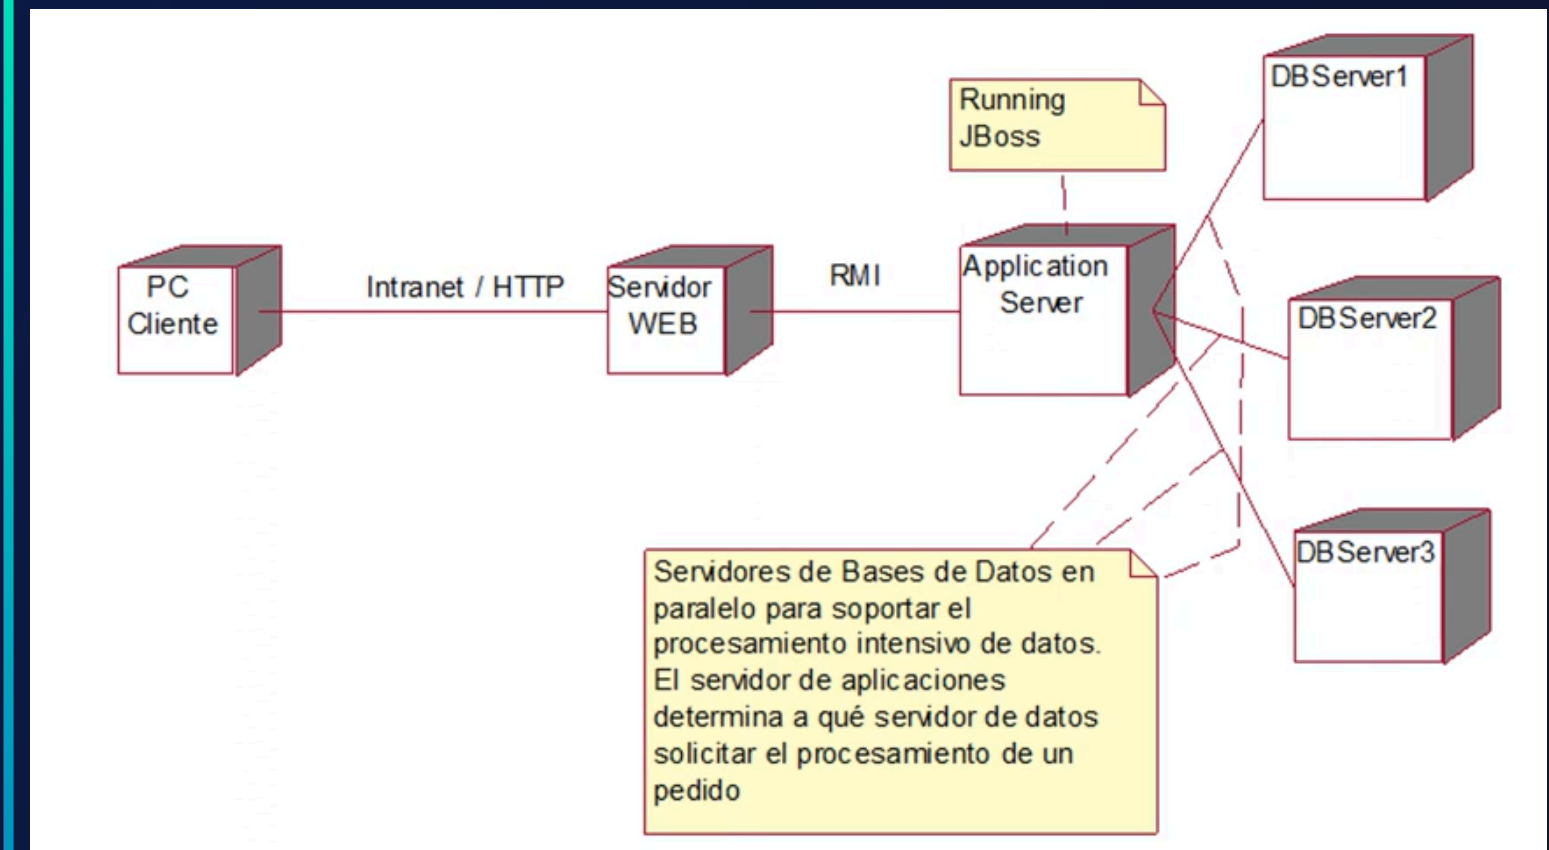 PC
Cliente
Intranet / HTTP
Servidor
WEB
RMI
Running
JBoss
Application
Server
DBServer1
DBServer2
DBServer3
Servidores de Bases de Datos en
paralelo para soportar el
procesamiento intensivo de datos.
El servidor de aplicaciones
determina a qué servidor de datos
solicitar el procesamiento de un
pedido